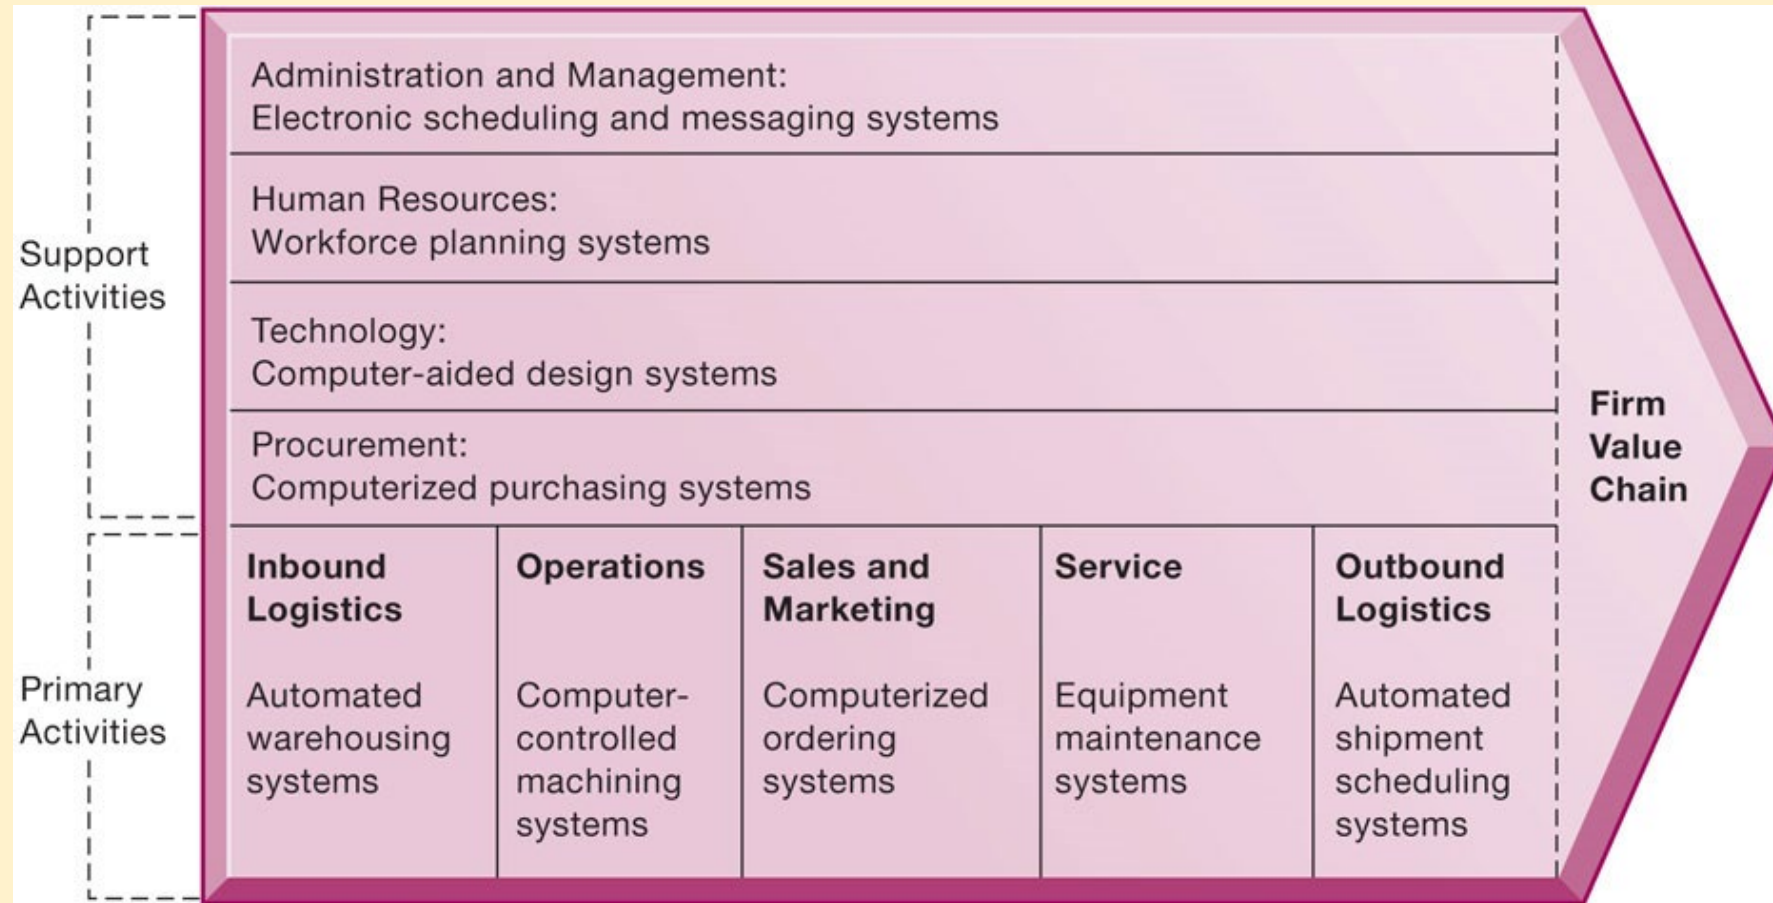 Support
Activities
Administration and Management:
Electronic scheduling and messaging systems
Human Resources:
Workforce planning systems
Technology:
Computer-aided design systems
Procurement:
Computerized purchasing systems
Firm
Value
Chain
Primary
Activities
Inbound
Logistics
Automated
warehousing
systems
Operations
Computer-
controlled
machining
systems
Sales and
Marketing
Computerized
ordering
systems
Service
Equipment
maintenance
systems
Outbound
Logistics
Automated
shipment
scheduling
systems